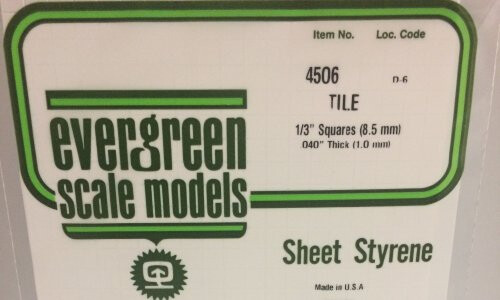 Item No. Loc. Code
4506 D-6
TILE
1/3" Squares (8.5 mm)
.040" Thick (1.0 mm)
evergreen
scale models
Sheet Styrene
Made in U.S.A